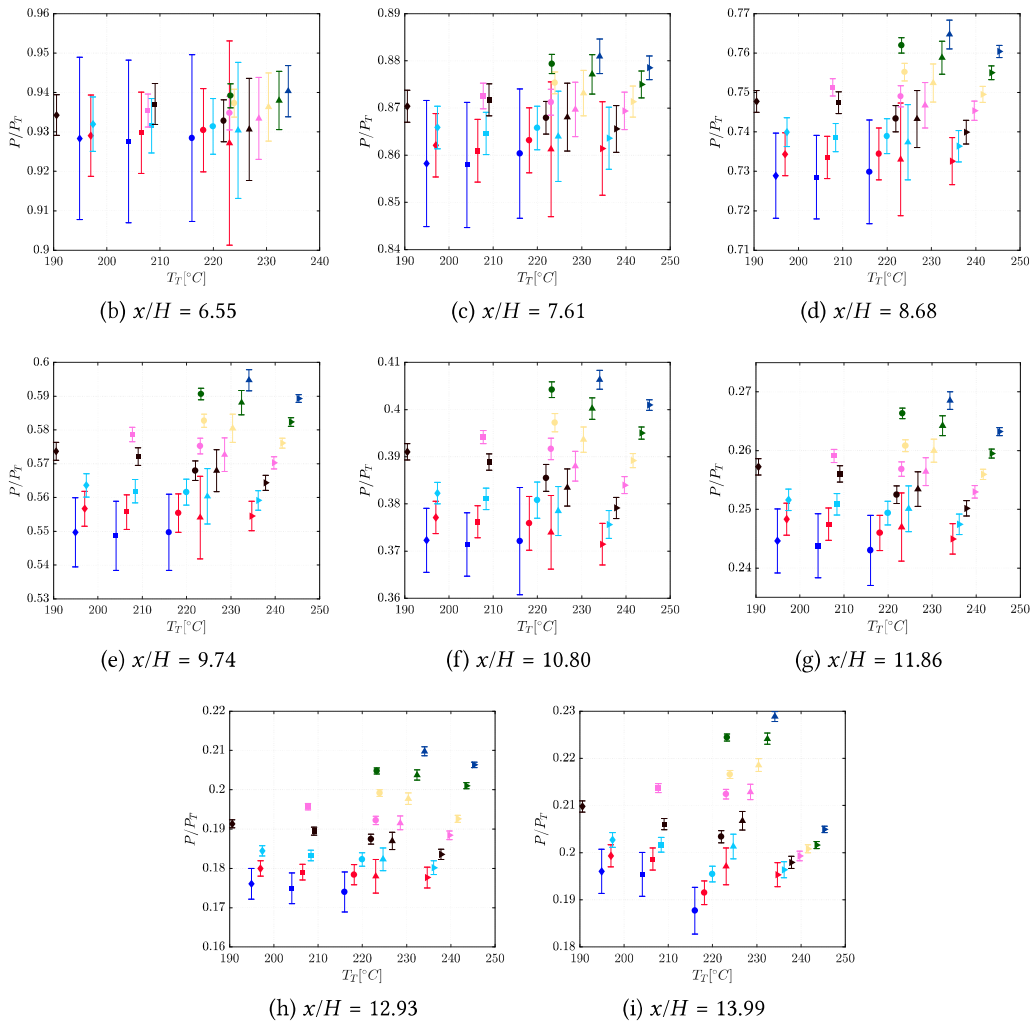 0.96 0.89 0.77
0.95 0.88 0.76
0.94 0.87 0.75
0.93 0.74
0.92 0.86 0.73
0.91 0.85 0.72
0.9 0.84 0.71
P/P_T P/P_T P/P_T
190 200 210 220 230 240 190 200 210 220 230 240 250 190 200 210 220 230 240 250
T_T[°C] T_T[°C] T_T[°C]
(b) x/H = 6.55 (c) x/H = 7.61 (d) x/H = 8.68
0.6 0.41
0.59 0.27
0.58 0.4
0.57 0.39 0.26
0.56 0.38 0.25
0.55 0.37
0.54 0.24
0.53 0.36
P/P_T P/P_T P/P_T
190 200 210 220 230 240 250 190 200 210 220 230 240 250 190 200 210 220 230 240 250
T_T[°C] T_T[°C] T_T[°C]
(e) x/H = 9.74 (f) x/H = 10.80 (g) x/H = 11.86
0.22 0.23
0.21 0.22
0.2 0.21
0.19
0.18 0.2
0.17 0.19
0.16 0.18
P/P_T P/P_T
190 200 210 220 230 240 250 190 200 210 220 230 240 250
T_T[°C] T_T[°C]
(h) x/H = 12.93 (i) x/H = 13.99